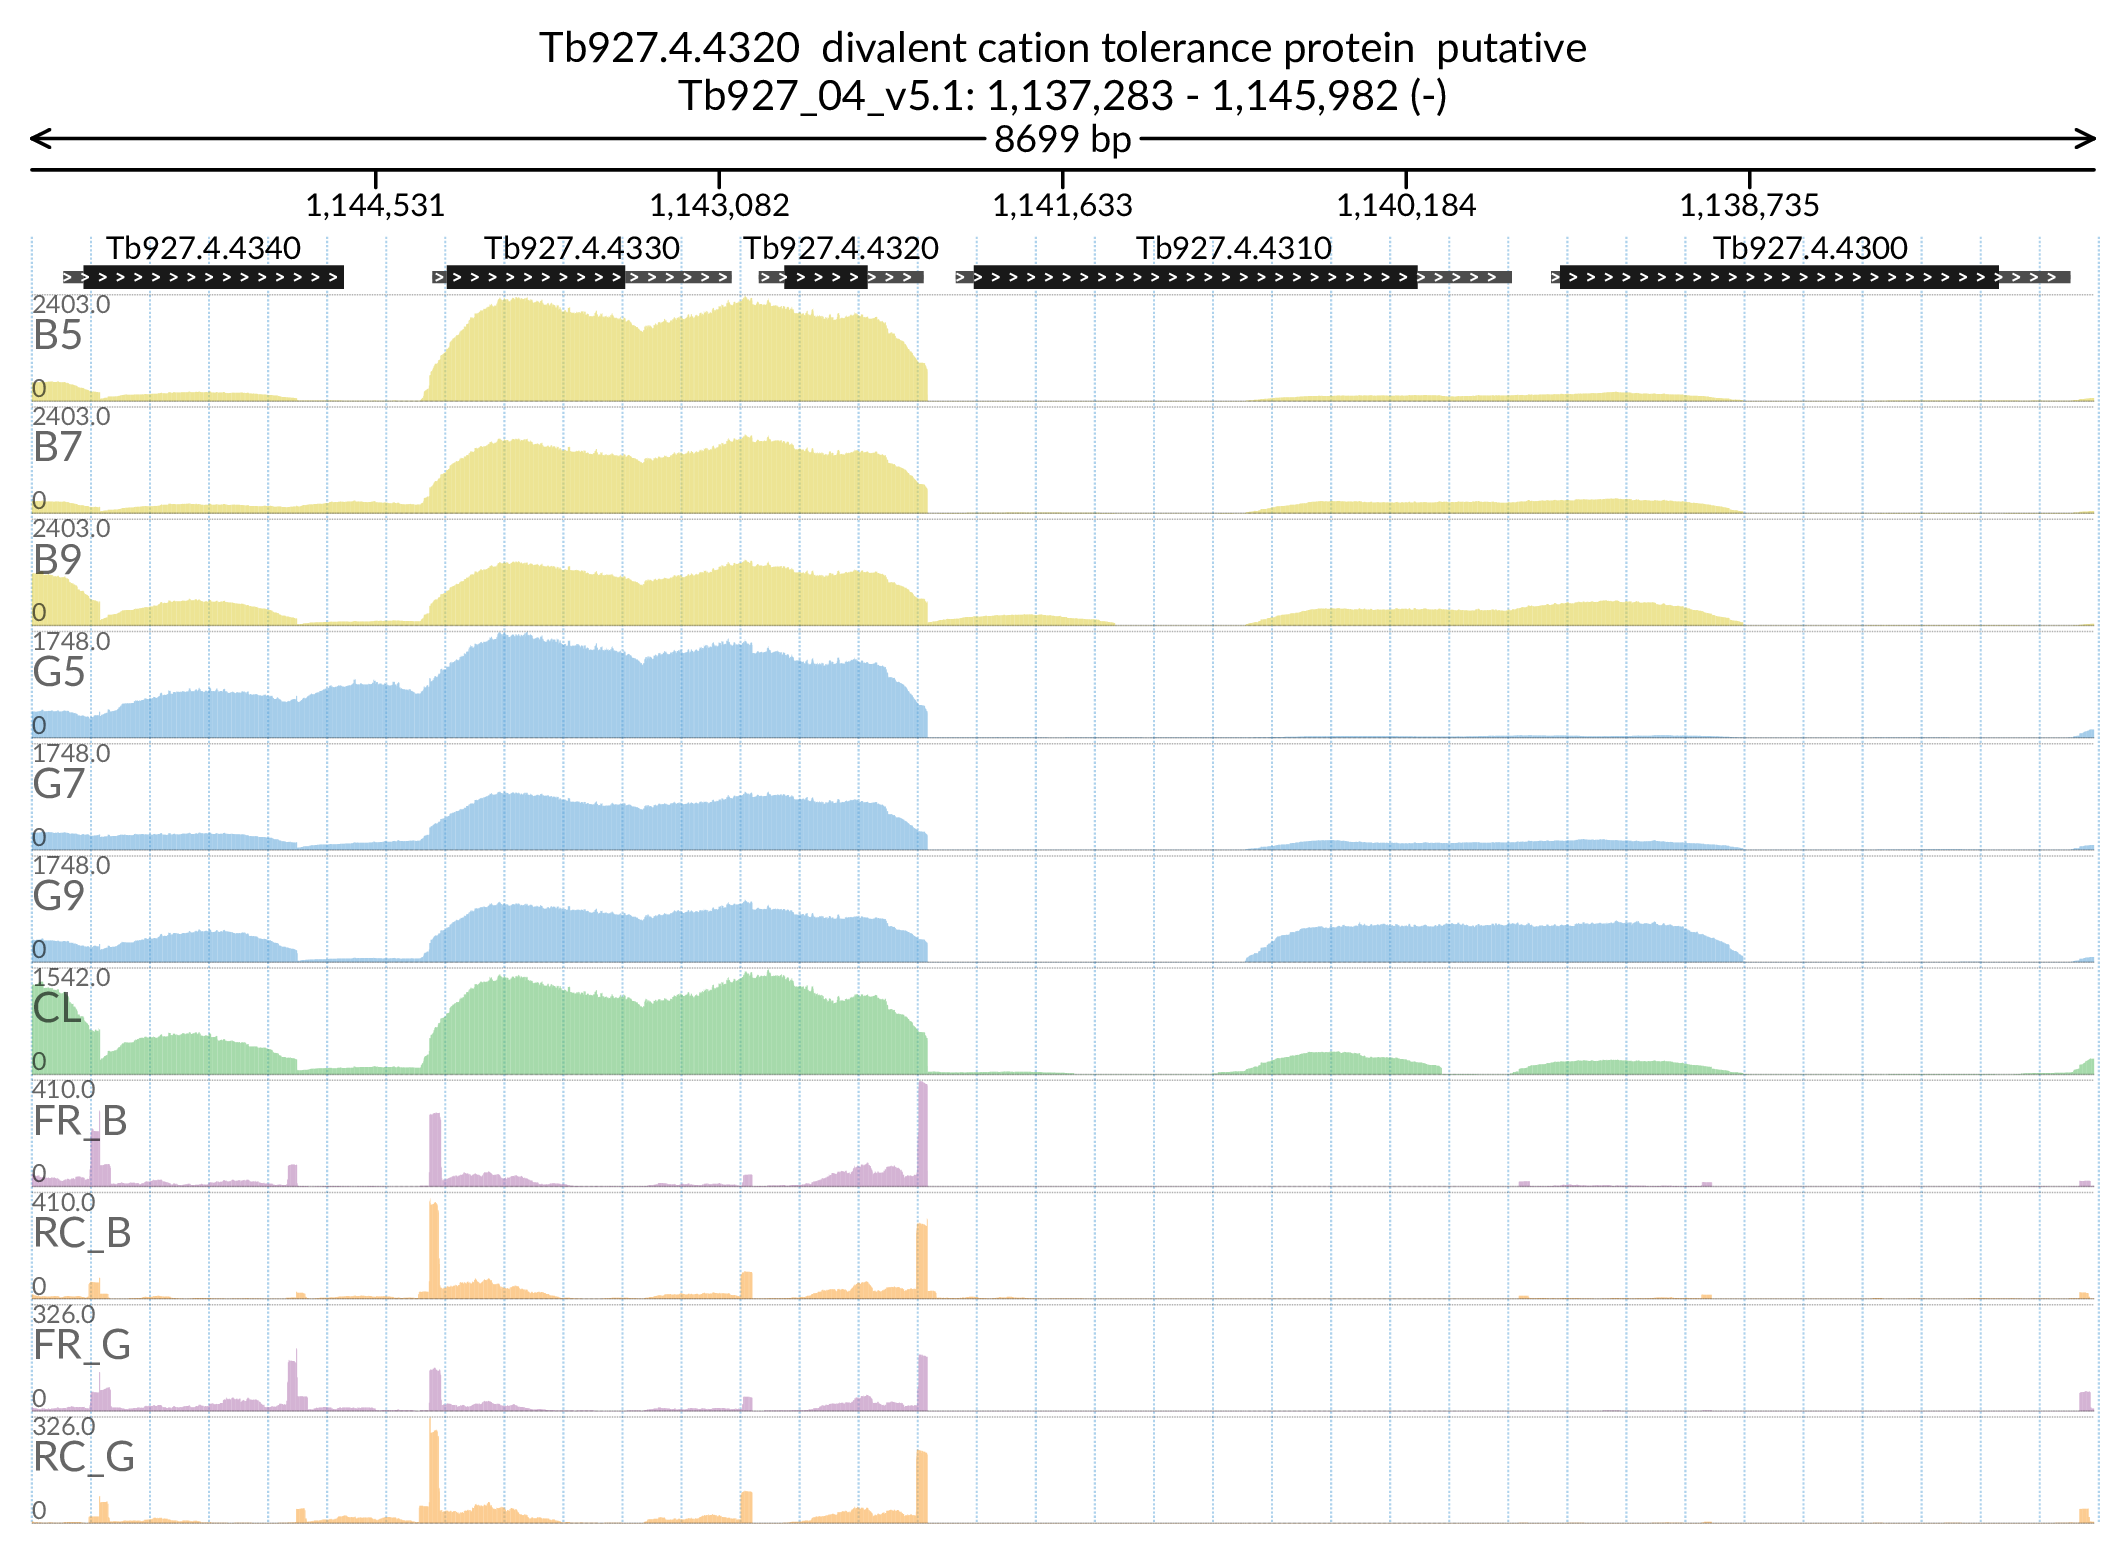 Tb927.4.4320  divalent cation tolerance protein  putative
Tb927_04_v5.1: 1,137,283 - 1,145,982 (-)
8699 bp
1,144,531 1,143,082 1,141,633 1,140,184 1,138,735
Tb927.4.4340 Tb927.4.4330 Tb927.4.4320 Tb927.4.4310 Tb927.4.4300
2403.0
B5
0
2403.0
B7
0
2403.0
B9
0
1748.0
G5
0
1748.0
G7
0
1748.0
G9
0
1542.0
CL
0
410.0
FR_B
0
410.0
RC_B
0
326.0
FR_G
0
326.0
RC_G
0